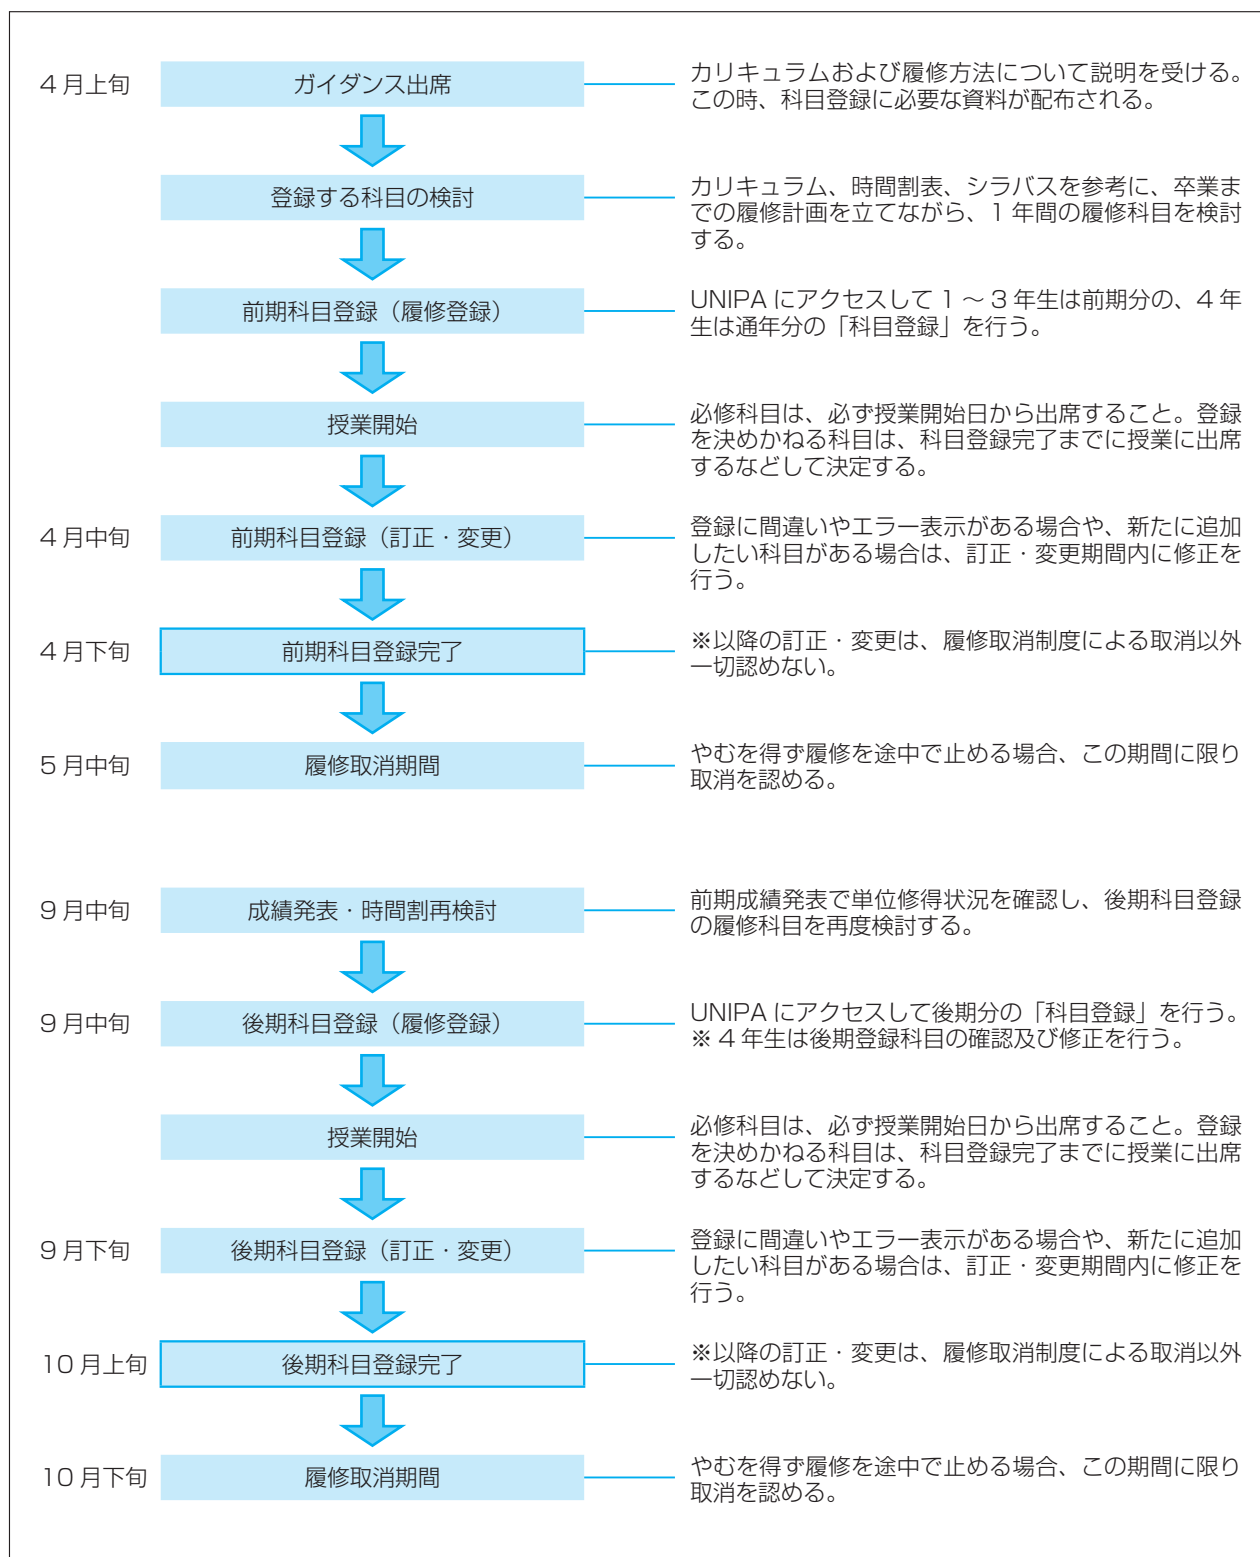 4月上旬
ガイダンス出席
カリキュラムおよび履修方法について説明を受ける。
この時、科目登録に必要な資料が配布される。
登録する科目の検討
カリキュラム、時間割表、シラバスを参考に、卒業ま
での履修計画を立てながら、1年間の履修科目を検討
する。
前期科目登録（履修登録）
UNIPAにアクセスして1〜3年生は前期分の、4年
生は通年分の「科目登録」を行う。
授業開始
必修科目は、必ず授業開始日から出席すること。登録
を決めかねる科目は、科目登録完了までに授業に出席
するなどして決定する。
4月中旬
前期科目登録（訂正・変更）
登録に間違いやエラー表示がある場合や、新たに追加
したい科目がある場合は、訂正・変更期間内に修正を
行う。
4月下旬
前期科目登録完了
※以降の訂正・変更は、履修取消制度による取消以外
一切認めない。
5月中旬
履修取消期間
やむを得ず履修を途中で止める場合、この期間に限り
取消を認める。
9月中旬
成績発表・時間割再検討
前期成績発表で単位修得状況を確認し、後期科目登録
の履修科目を再度検討する。
9月中旬
後期科目登録（履修登録）
UNIPAにアクセスして後期分の「科目登録」を行う。
※4年生は後期登録科目の確認及び修正を行う。
授業開始
必修科目は、必ず授業開始日から出席すること。登録
を決めかねる科目は、科目登録完了までに授業に出席
するなどして決定する。
9月下旬
後期科目登録（訂正・変更）
登録に間違いやエラー表示がある場合や、新たに追加
したい科目がある場合は、訂正・変更期間内に修正を
行う。
10月上旬
後期科目登録完了
※以降の訂正・変更は、履修取消制度による取消以外
一切認めない。
10月下旬
履修取消期間
やむを得ず履修を途中で止める場合、この期間に限り
取消を認める。